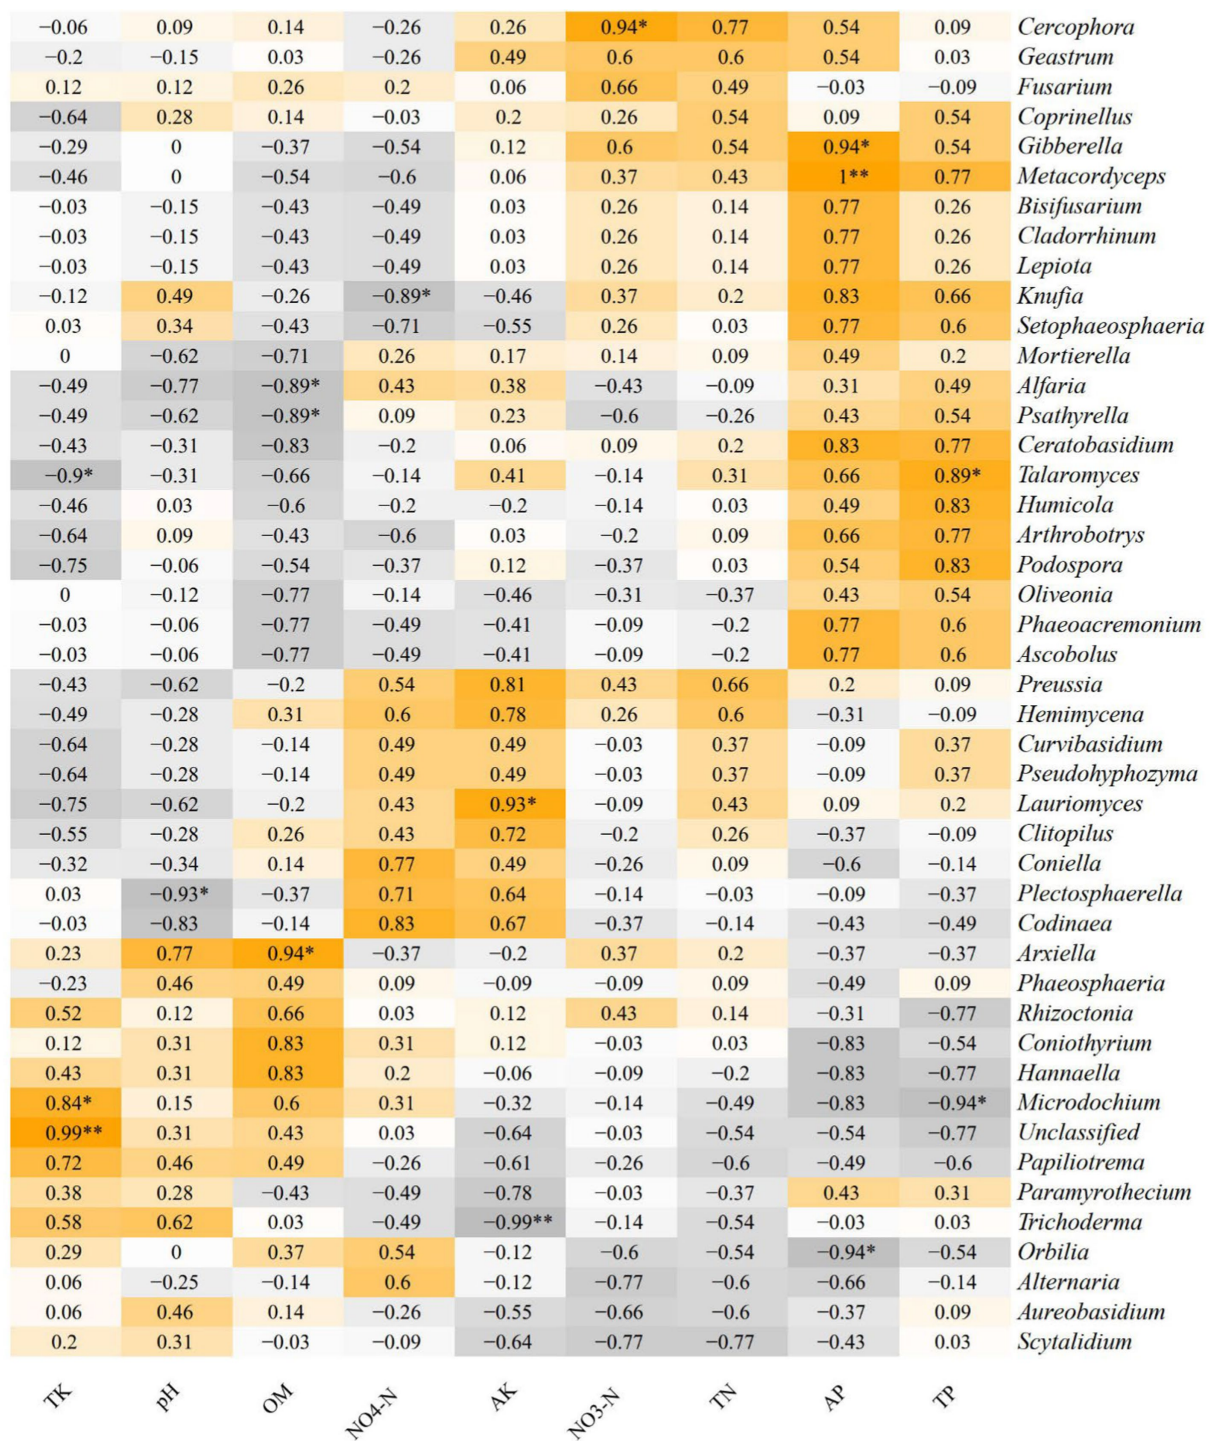 −0.06 0.09 0.14 −0.26 0.26 0.94* 0.77 0.54 0.09 Cercophora
−0.2 −0.15 0.03 −0.26 0.49 0.6 0.6 0.54 0.03 Geastrum
0.12 0.12 0.26 0.2 0.06 0.66 0.49 −0.03 −0.09 Fusarium
−0.64 0.28 0.14 −0.03 0.2 0.26 0.54 0.09 0.54 Coprinellus
−0.29 0 −0.37 −0.54 0.12 0.6 0.54 0.94* 0.54 Gibberella
−0.46 0 −0.54 −0.6 0.06 0.37 0.43 1** 0.77 Metacordyceps
−0.03 −0.15 −0.43 −0.49 0.03 0.26 0.14 0.77 0.26 Bisifusarium
−0.03 −0.15 −0.43 −0.49 0.03 0.26 0.14 0.77 0.26 Cladorrhinum
−0.03 −0.15 −0.43 −0.49 0.03 0.26 0.14 0.77 0.26 Lepiota
−0.12 0.49 −0.26 −0.89* −0.46 0.37 0.2 0.83 0.66 Knufia
0.03 0.34 −0.43 −0.71 −0.55 0.26 0.03 0.77 0.6 Setophaeosphaeria
0 −0.62 −0.71 0.26 0.17 0.14 0.09 0.49 0.2 Mortierella
−0.49 −0.77 −0.89* 0.43 0.38 −0.43 −0.09 0.31 0.49 Alfaria
−0.49 −0.62 −0.89* 0.09 0.23 −0.6 −0.26 0.43 0.54 Psathyrella
−0.43 −0.31 −0.83 −0.2 0.06 0.09 0.2 0.83 0.77 Ceratobasidium
−0.9* −0.31 −0.66 −0.14 0.41 −0.14 0.31 0.66 0.89* Talaromyces
−0.46 0.03 −0.6 −0.2 −0.2 −0.14 0.03 0.49 0.83 Humicola
−0.64 0.09 −0.43 −0.6 0.03 −0.2 0.09 0.66 0.77 Arthrobotrys
−0.75 −0.06 −0.54 −0.37 0.12 −0.37 0.03 0.54 0.83 Podospora
0 −0.12 −0.77 −0.14 −0.46 −0.31 −0.37 0.43 0.54 Oliveonia
−0.03 −0.06 −0.77 −0.49 −0.41 −0.09 −0.2 0.77 0.6 Phaeoacremonium
−0.03 −0.06 −0.77 −0.49 −0.41 −0.09 −0.2 0.77 0.6 Ascobolus
−0.43 −0.62 −0.2 0.54 0.81 0.43 0.66 0.2 0.09 Preussia
−0.49 −0.28 0.31 0.6 0.78 0.26 0.6 −0.31 −0.09 Hemimycena
−0.64 −0.28 −0.14 0.49 0.49 −0.03 0.37 −0.09 0.37 Curvibasidium
−0.64 −0.28 −0.14 0.49 0.49 −0.03 0.37 −0.09 0.37 Pseudohyphozyma
−0.75 −0.62 −0.2 0.43 0.93* −0.09 0.43 0.09 0.2 Lauriomyces
−0.55 −0.28 0.26 0.43 0.72 −0.2 0.26 −0.37 −0.09 Clitopilus
−0.32 −0.34 0.14 0.77 0.49 −0.26 0.09 −0.6 −0.14 Coniella
0.03 −0.93* −0.37 0.71 0.64 −0.14 −0.03 −0.09 −0.37 Plectosphaerella
−0.03 −0.83 −0.14 0.83 0.67 −0.37 −0.14 −0.43 −0.49 Codinaea
0.23 0.77 0.94* −0.37 −0.2 0.37 0.2 −0.37 −0.37 Arxiella
−0.23 0.46 0.49 0.09 −0.09 −0.09 0.09 −0.49 0.09 Phaeosphaeria
0.52 0.12 0.66 0.03 0.12 0.43 0.14 −0.31 −0.77 Rhizoctonia
0.12 0.31 0.83 0.31 0.12 −0.03 0.03 −0.83 −0.54 Coniothyrium
0.43 0.31 0.83 0.2 −0.06 −0.09 −0.2 −0.83 −0.77 Hannaella
0.84* 0.15 0.6 0.31 −0.32 −0.14 −0.49 −0.83 −0.94* Microdochium
0.99** 0.31 0.43 0.03 −0.64 −0.03 −0.54 −0.54 −0.77 Unclassified
0.72 0.46 0.49 −0.26 −0.61 −0.26 −0.6 −0.49 −0.6 Papiliotrema
0.38 0.28 −0.43 −0.49 −0.78 −0.03 −0.37 0.43 0.31 Paramyrothecium
0.58 0.62 0.03 −0.49 −0.99** −0.14 −0.54 −0.03 0.03 Trichoderma
0.29 0 0.37 0.54 −0.12 −0.6 −0.54 −0.94* −0.54 Orbilia
0.06 −0.25 −0.14 0.6 −0.12 −0.77 −0.6 −0.66 −0.14 Alternaria
0.06 0.46 0.14 −0.26 −0.55 −0.66 −0.6 −0.37 0.09 Aureobasidium
0.2 0.31 −0.03 −0.09 −0.64 −0.77 −0.77 −0.43 0.03 Scytalidium
TK pH OM NO4-N AK NO3-N TN AP TP